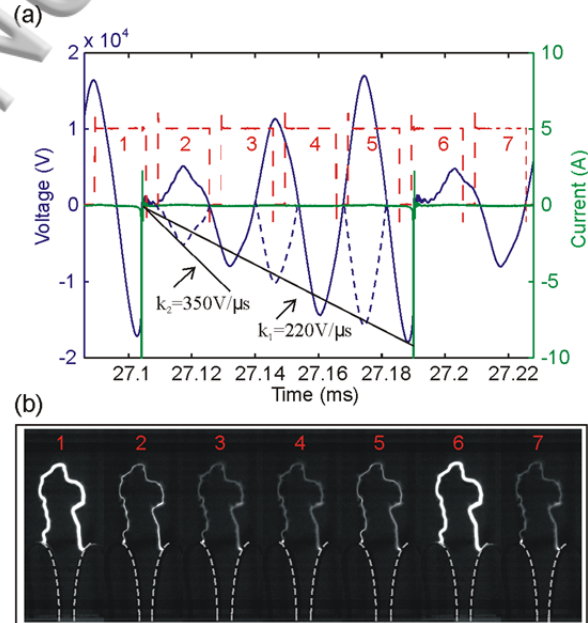 (a)
2 x 10⁴
10
1
5
0
0
-1
-5
-2
-10
Voltage (V)
Current (A)
1 2 3 4 5 6 7
k₂=350V/μs
k₁=220V/μs
27.1 27.12 27.14 27.16 27.18 27.2 27.22
Time (ms)
(b)
1 2 3 4 5 6 7